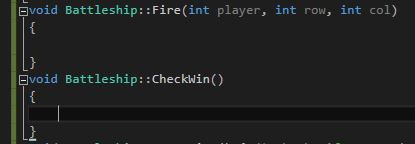 void Battleship::Fire(int player, int row, int col)
{
}
void Battleship::CheckWin()
{
}